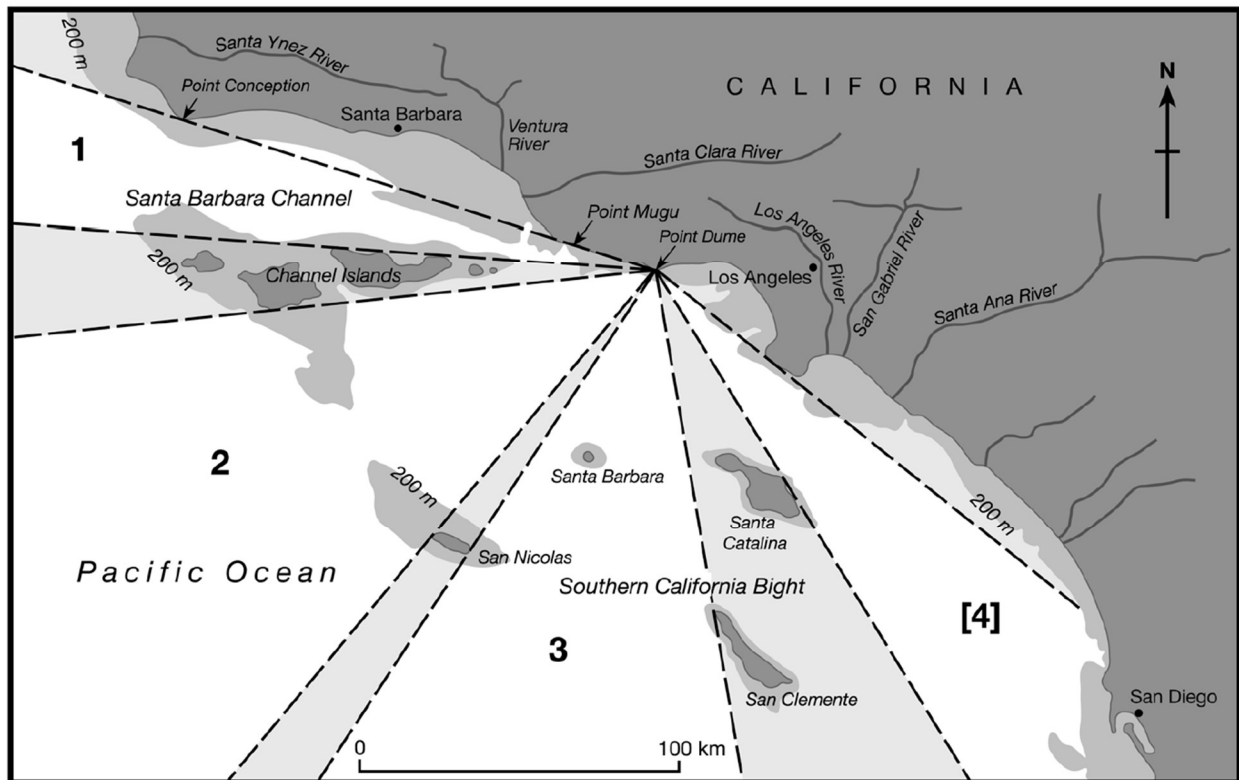 200 m
Santa Ynez River
Point Conception
Santa Barbara
CALIFORNIA
N
Ventura
River
Santa Clara River
1
Santa Barbara Channel
Point Mugu
Point Dume
Los Angeles River
San Gabriel River
Los Angeles
Santa Ana River
200 m
Channel Islands
2
200 m
Santa Barbara
Santa
Catalina
200 m
San Nicolas
Pacific Ocean
Southern California Bight
3
[4]
San Clemente
San Diego
0
100 km